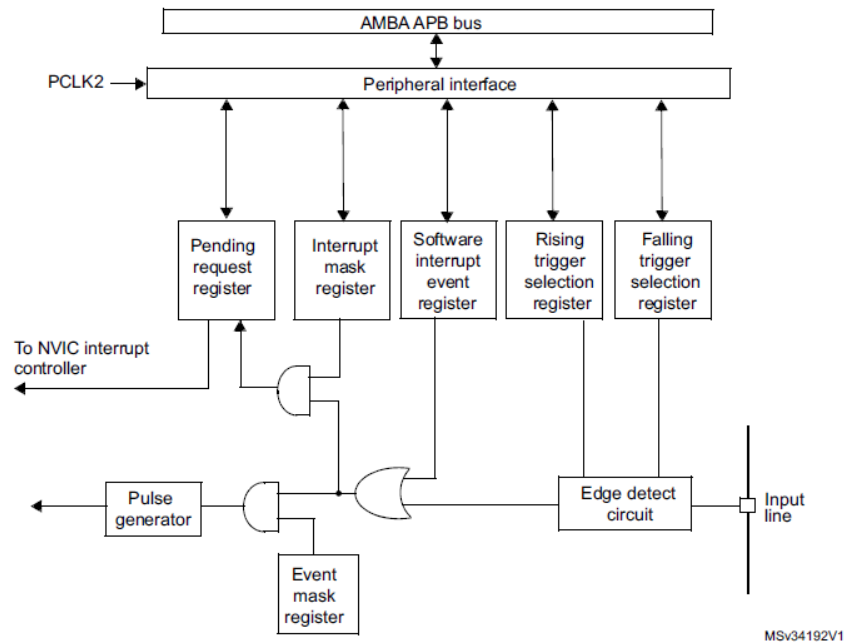 AMBA APB bus
PCLK2
Peripheral interface
Pending
request
register
Interrupt
mask
register
Software
interrupt
event
register
Rising
trigger
selection
register
Falling
trigger
selection
register
To NVIC interrupt
controller
Pulse
generator
Edge detect
circuit
Input
line
Event
mask
register
MSv34192V1